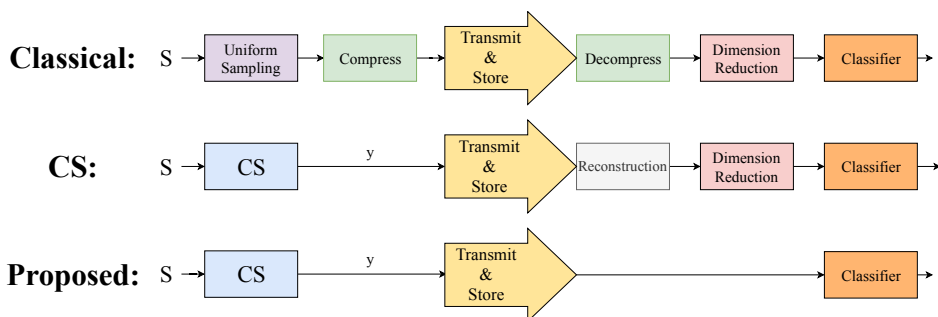 Classical:
S
Uniform
Sampling
Compress
Transmit
&
Store
Decompress
Dimension
Reduction
Classifier
CS:
S
CS
y
Transmit
&
Store
Reconstruction
Dimension
Reduction
Classifier
Proposed:
S
CS
y
Transmit
&
Store
Classifier